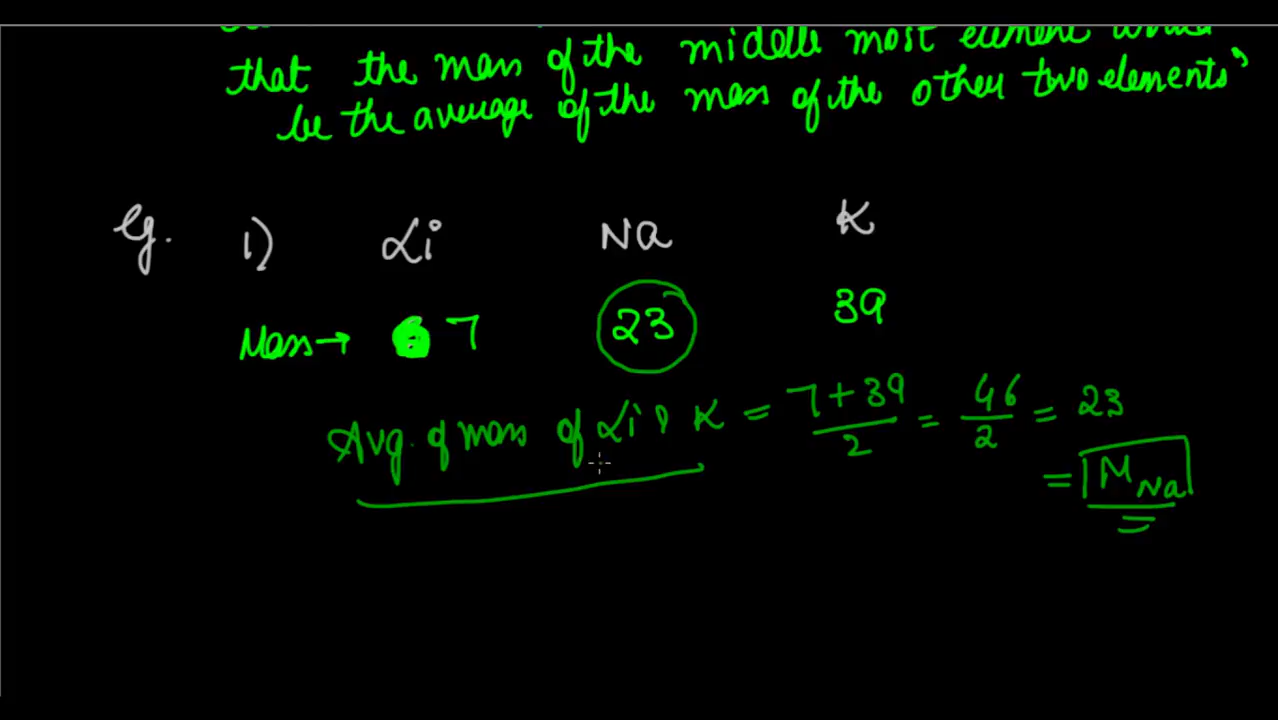 that the mass of the middle most element would
be the average of the mass of the other two elements"
Eg. 1) Li Na K
Mass → 7 23 39
Avg. of mass of Li & K = 7 + 39 / 2 = 46 / 2 = 23
= M Na